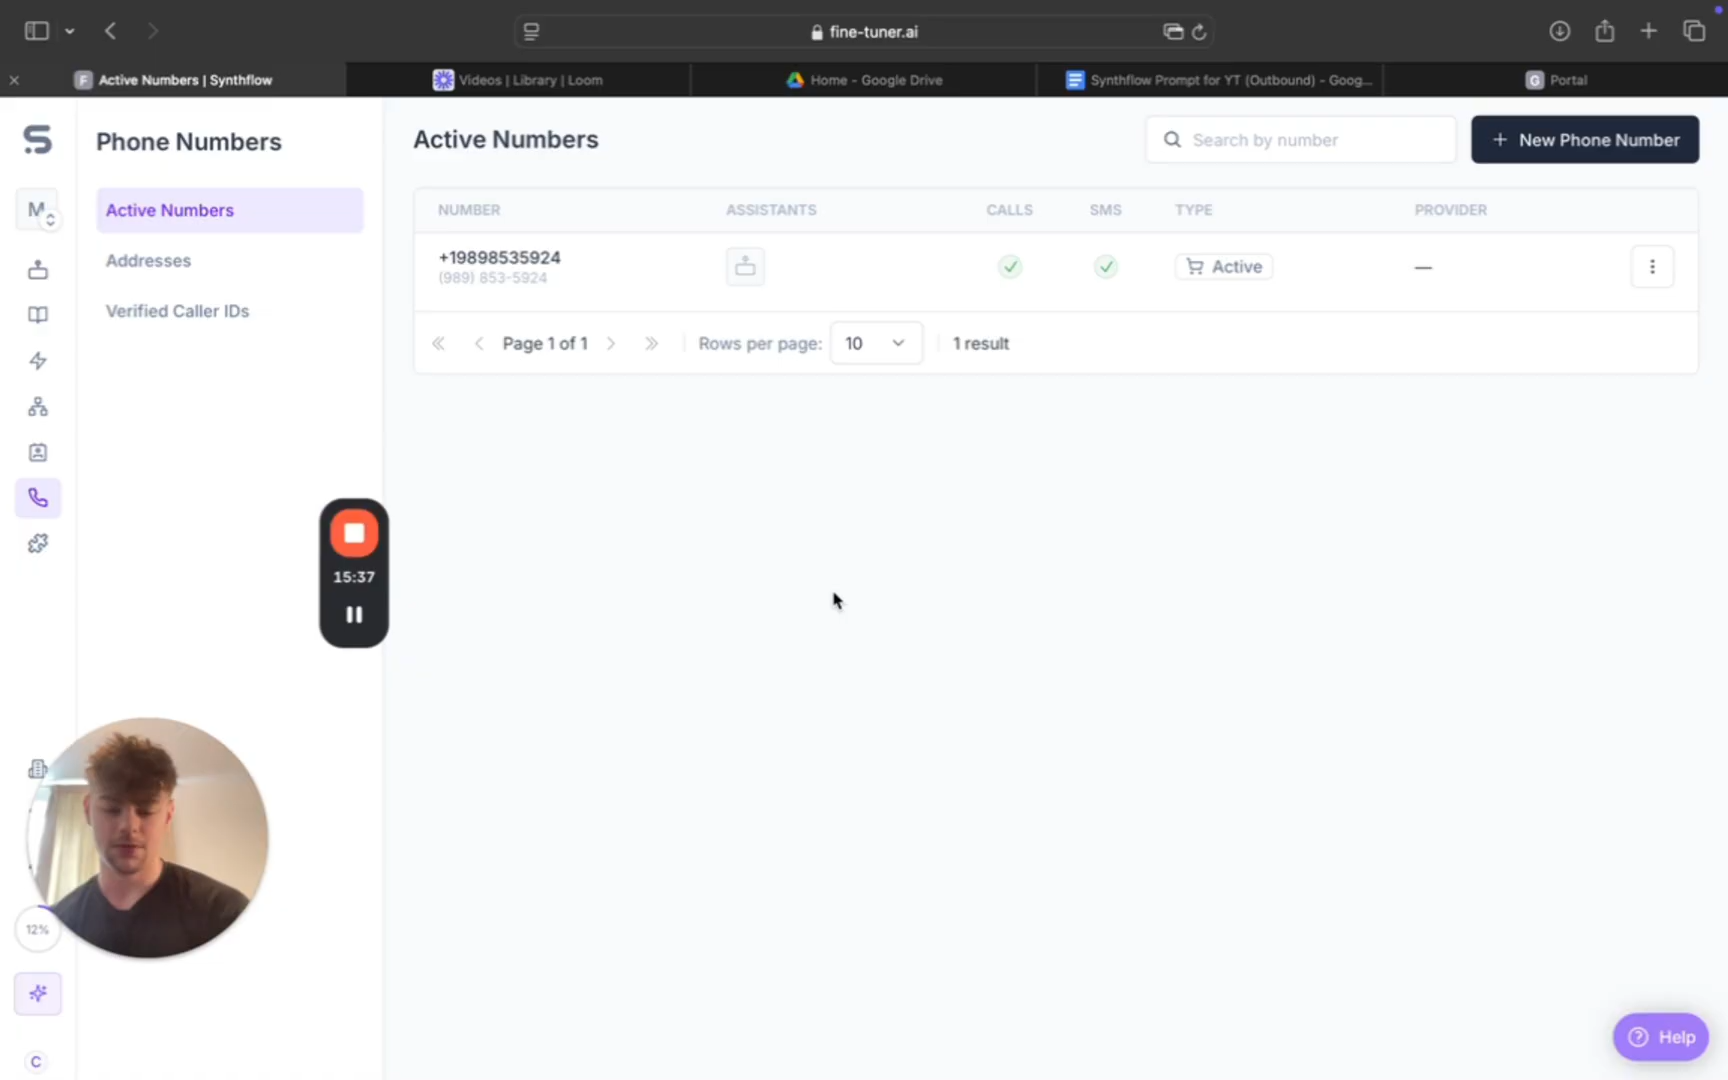 fine-tuner.ai
Active Numbers | Synthflow
Videos | Library | Loom
Home - Google Drive
Synthflow Prompt for YT (Outbound) - Goog...
Portal
Phone Numbers
M
Active Numbers
Addresses
Verified Caller IDs
Active Numbers
Search by number
+ New Phone Number
NUMBER ASSISTANTS CALLS SMS TYPE PROVIDER
+19898535924 Active —
(989) 853-5924
Page 1 of 1 Rows per page: 10 1 result
15:37
12%
C
Help